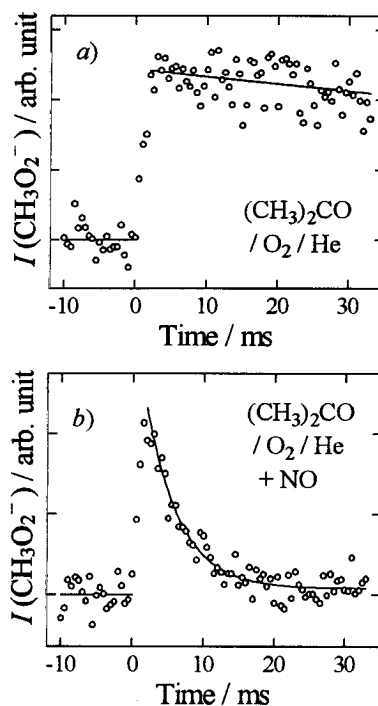 a)
I (CH₃O₂⁻) / arb. unit
(CH₃)₂CO
/ O₂ / He
-10 0 10 20 30
Time / ms
b)
I (CH₃O₂⁻) / arb. unit
(CH₃)₂CO
/ O₂ / He
+ NO
-10 0 10 20 30
Time / ms